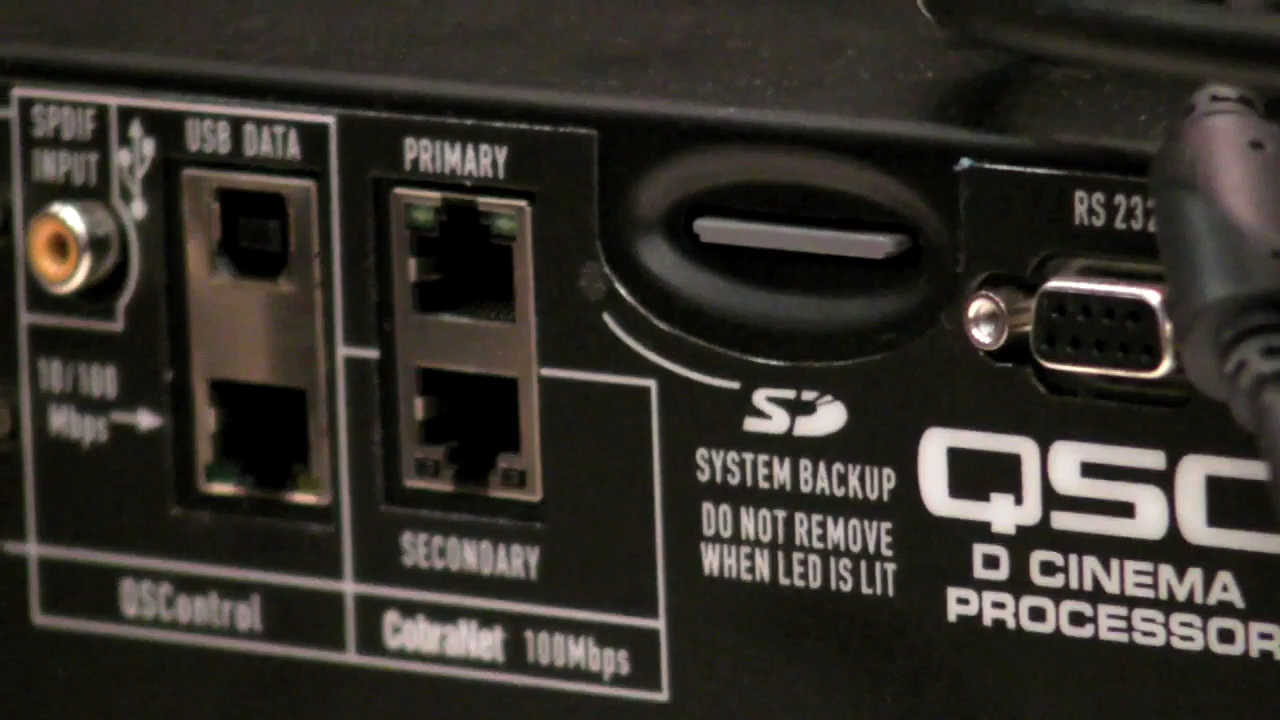 SPDIF
INPUT
USB DATA
PRIMARY
10/100
Mbps
SECONDARY
QSControl
CobraNet 100Mbps
SD
SYSTEM BACKUP
DO NOT REMOVE
WHEN LED IS LIT
RS 232
QSC
D CINEMA
PROCESSOR